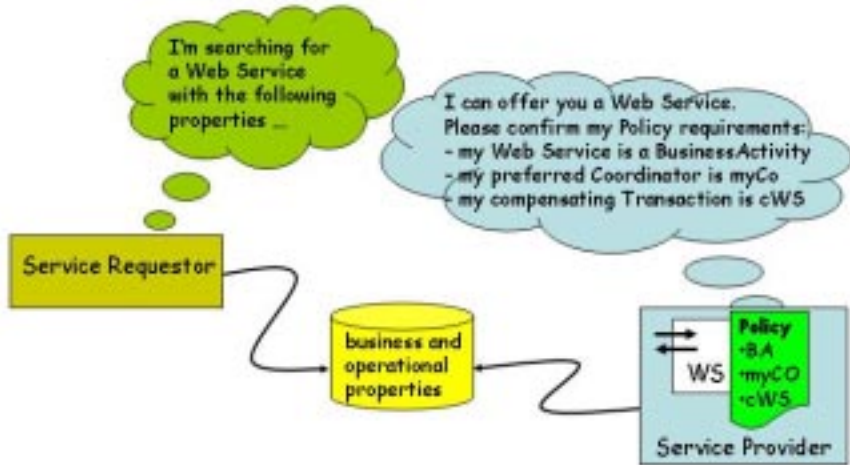 I'm searching for
a Web Service
with the following
properties ...
I can offer you a Web Service.
Please confirm my Policy requirements:
- my Web Service is a BusinessActivity
- my preferred Coordinator is myCo
- my compensating Transaction is cWS
Service Requestor
business and
operational
properties
WS
Policy
•BA
•myCO
•cWS
Service Provider